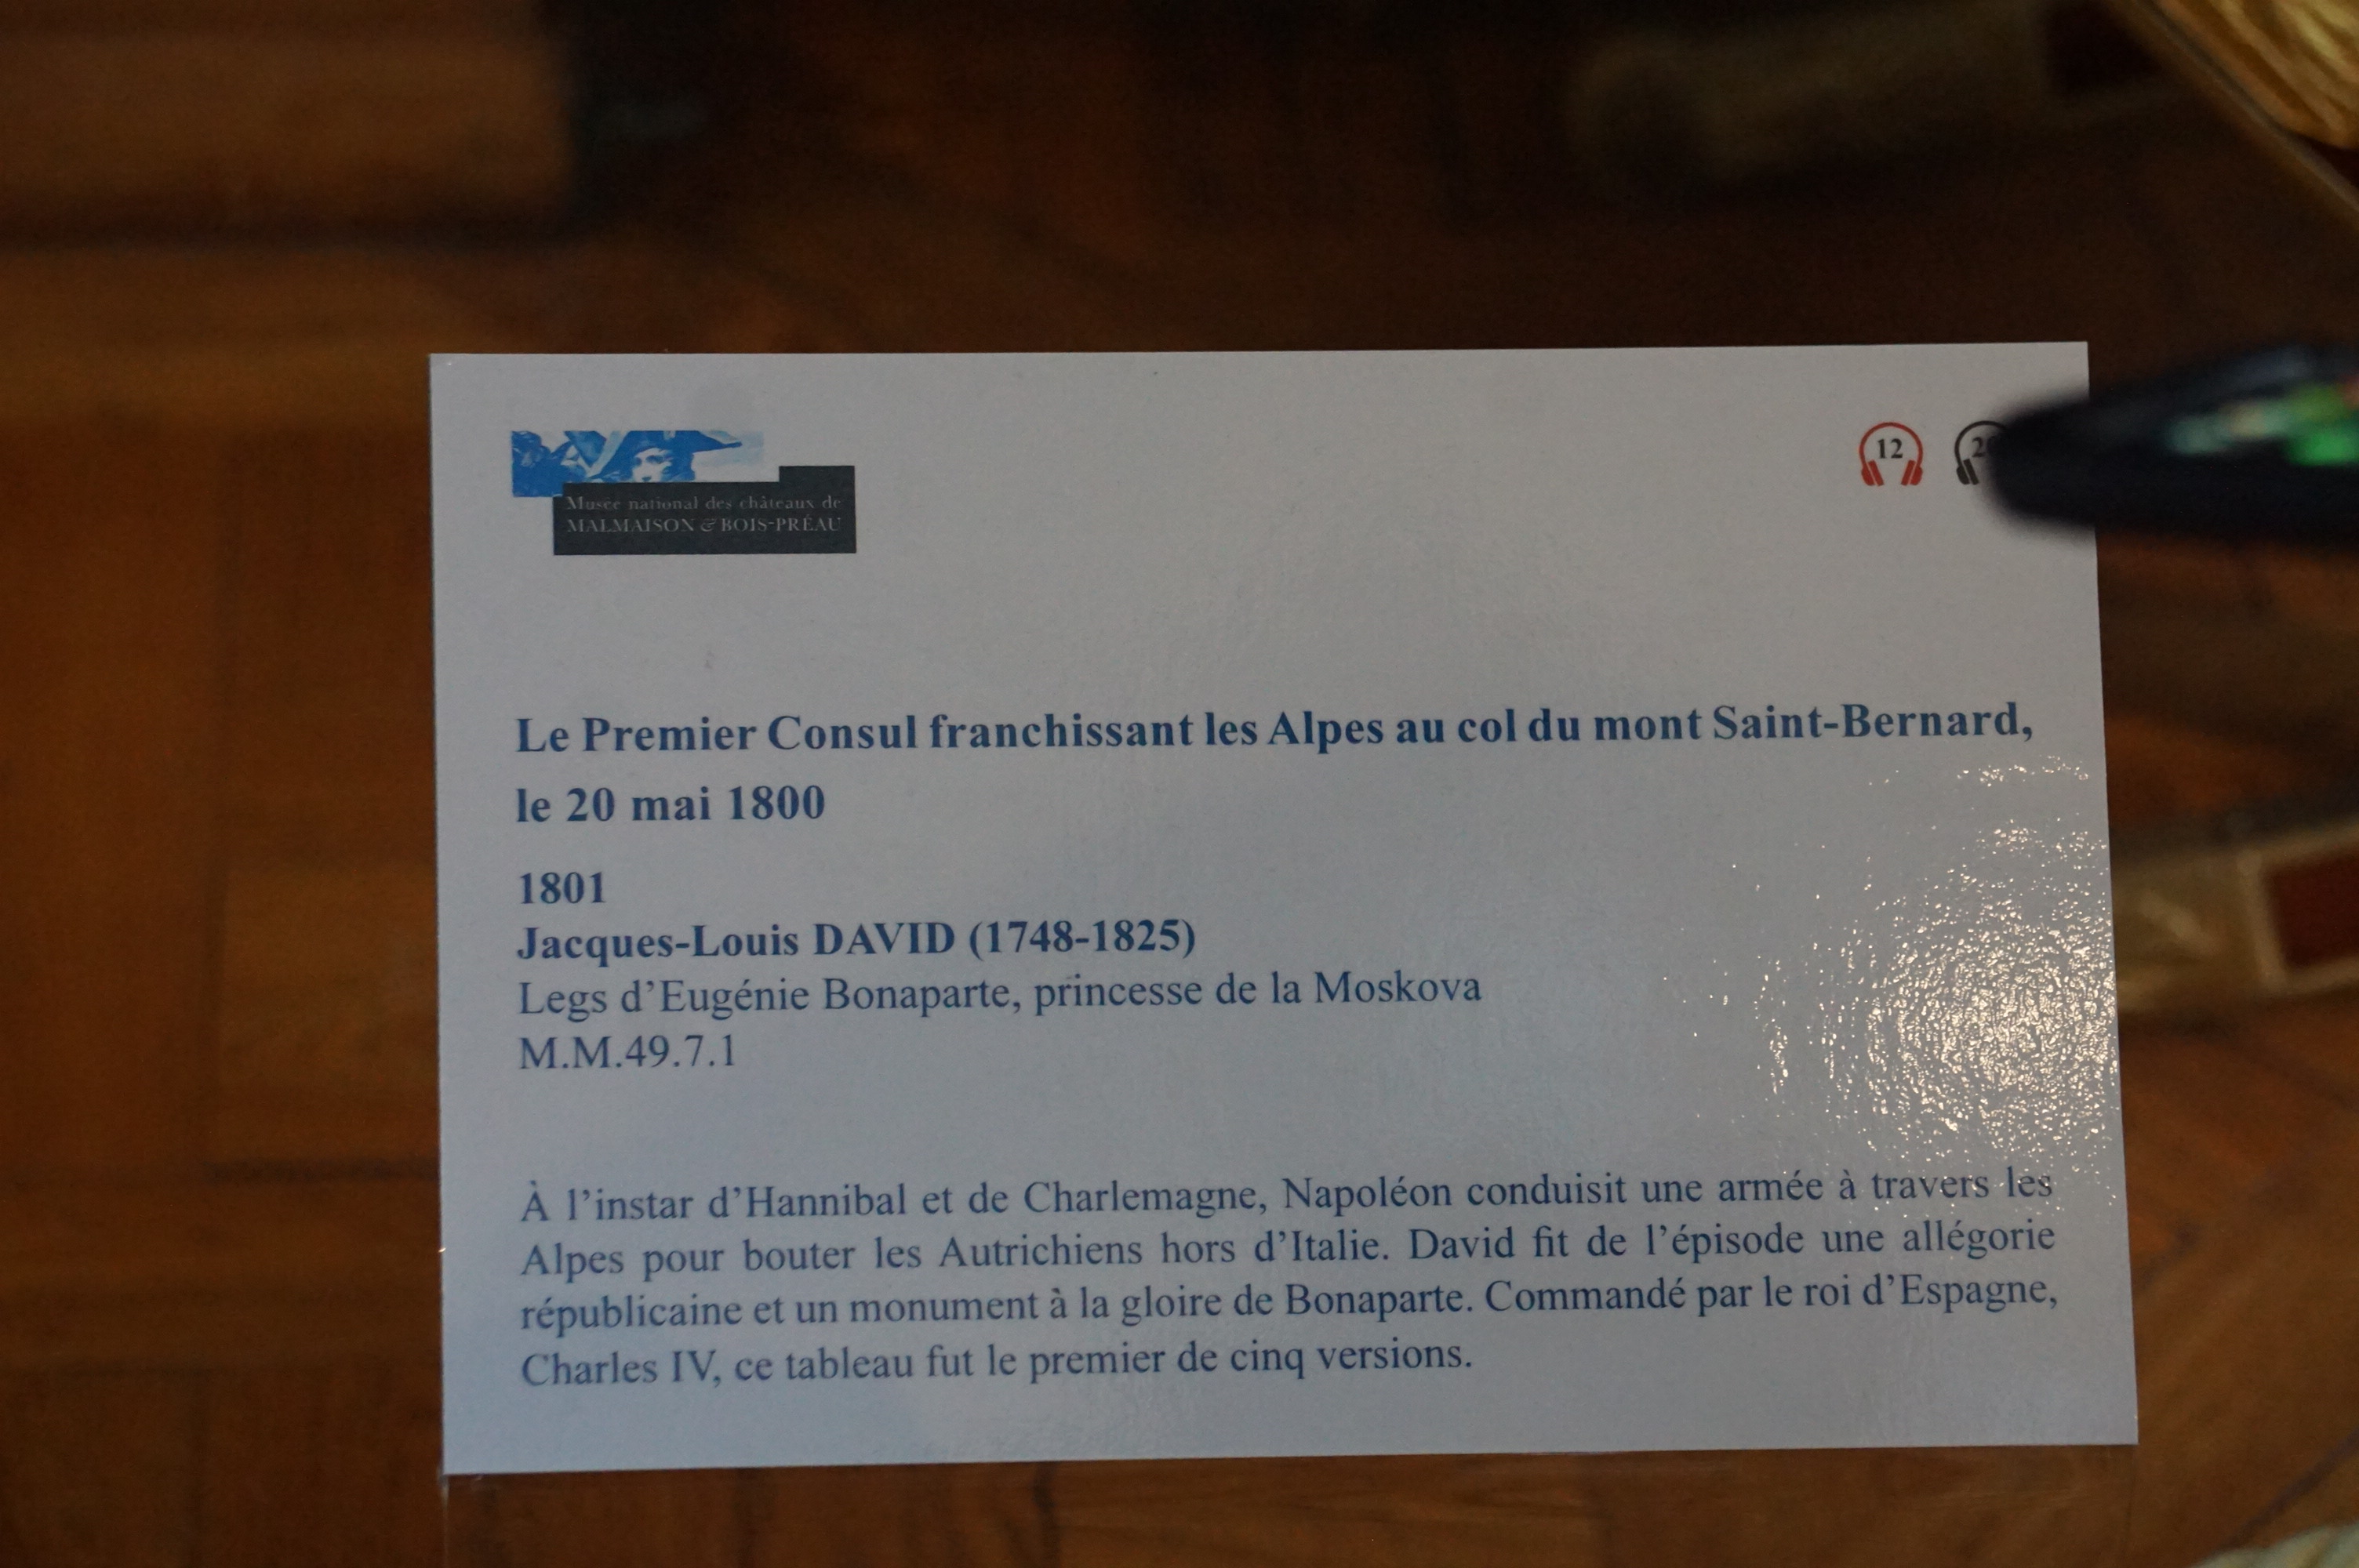 Musée national des châteaux de
MALMAISON & BOIS-PRÉAU
12
Le Premier Consul franchissant les Alpes au col du mont Saint-Bernard,
le 20 mai 1800
1801
Jacques-Louis DAVID (1748-1825)
Legs d’Eugénie Bonaparte, princesse de la Moskova
M.M.49.7.1
À l’instar d’Hannibal et de Charlemagne, Napoléon conduisit une armée à travers les
Alpes pour bouter les Autrichiens hors d’Italie. David fit de l’épisode une allégorie
républicaine et un monument à la gloire de Bonaparte. Commandé par le roi d’Espagne,
Charles IV, ce tableau fut le premier de cinq versions.